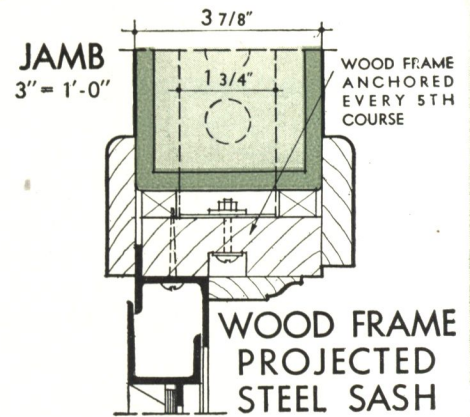 3 7/8"
JAMB
3" = 1'-0"
1 3/4"
WOOD FRAME
ANCHORED
EVERY 5TH
COURSE
WOOD FRAME
PROJECTED
STEEL SASH